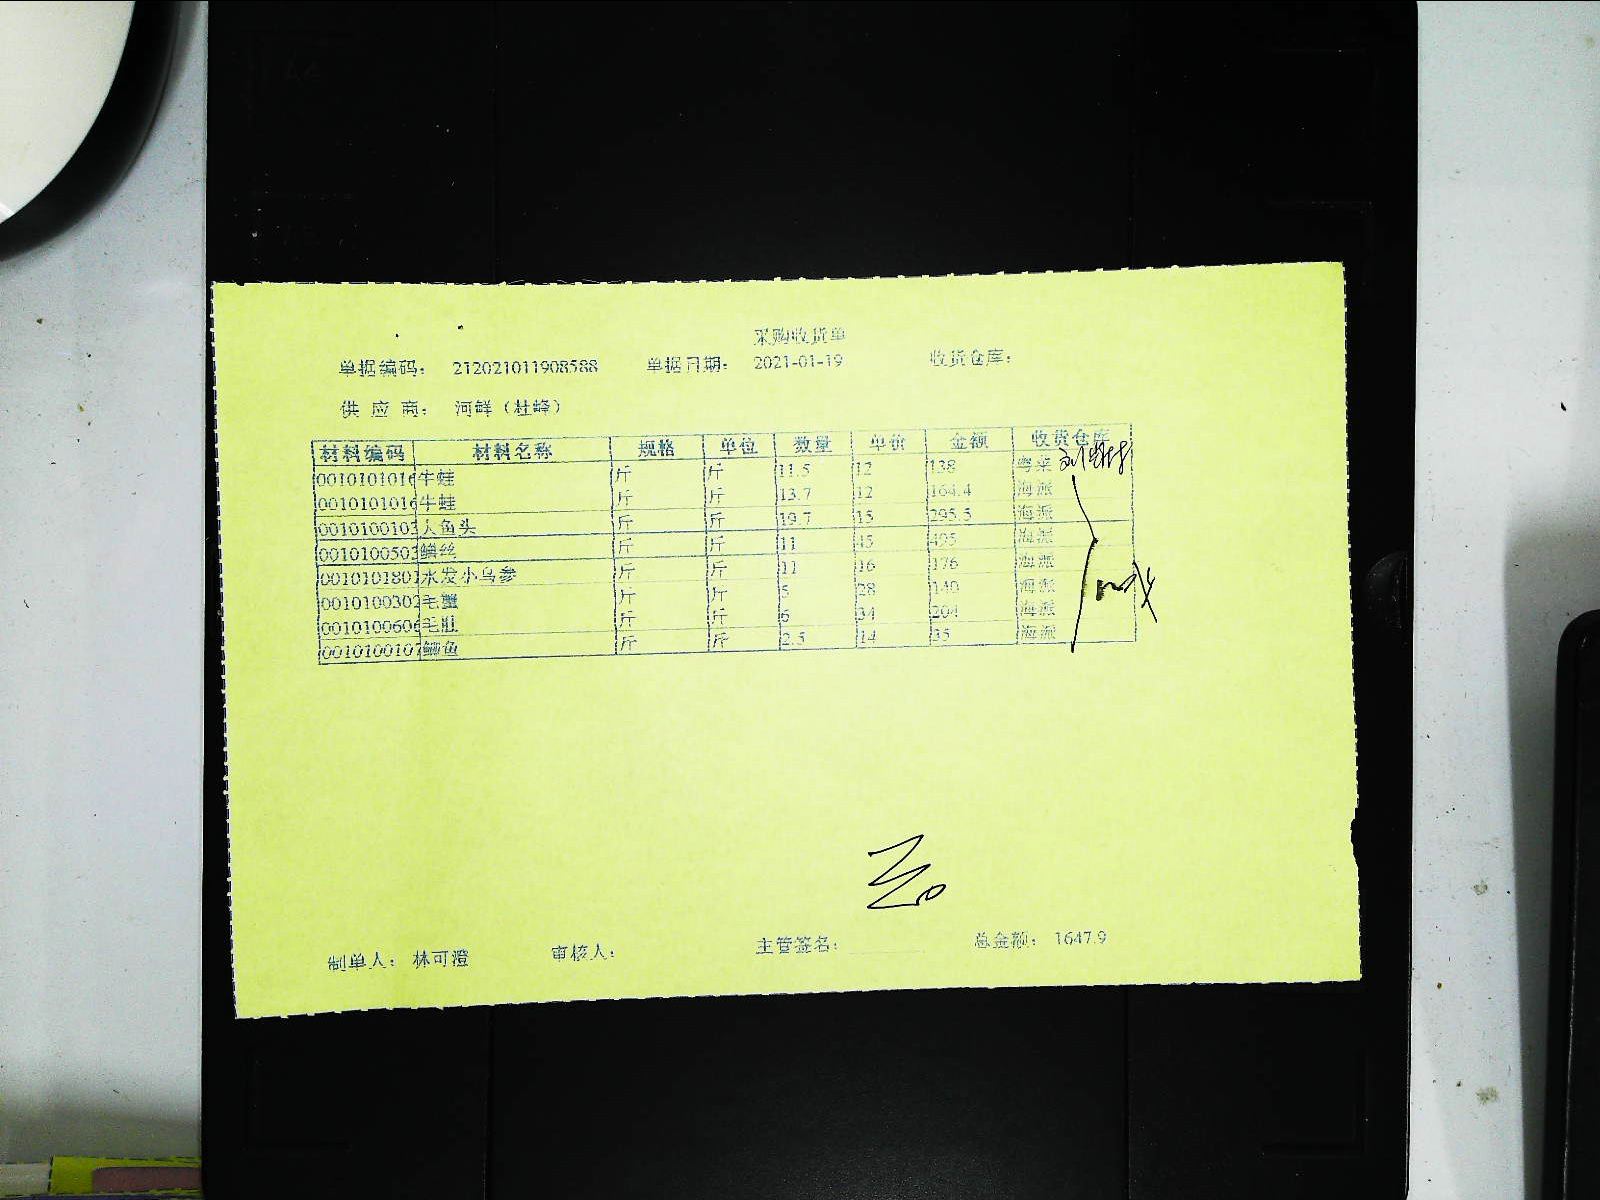 采购收货单
单据编码： 212021011908588 单据日期： 2021-01-19 收货仓库：
供 应 商： 河鲜（杜峰）
材料编码 材料名称 规格 单位 数量 单价 金额 收货仓库
0010101016 牛蛙 斤 斤 11.5 12 138 粤菜
0010101016 牛蛙 斤 斤 13.7 12 164.4 海派
0010100103 人鱼头 斤 斤 19.7 15 295.5 海派
0010100503 鳝丝 斤 斤 11 45 495 海派
0010101801 水发小乌参 斤 斤 11 16 176 海派
0010100302 毛蟹 斤 斤 5 28 140 海派
0010100606 毛肚 斤 斤 6 34 204 海派
0010100107 鲫鱼 斤 斤 2.5 14 35 海派
制单人： 林可澄 审核人： 主管签名： 总金额： 1647.9